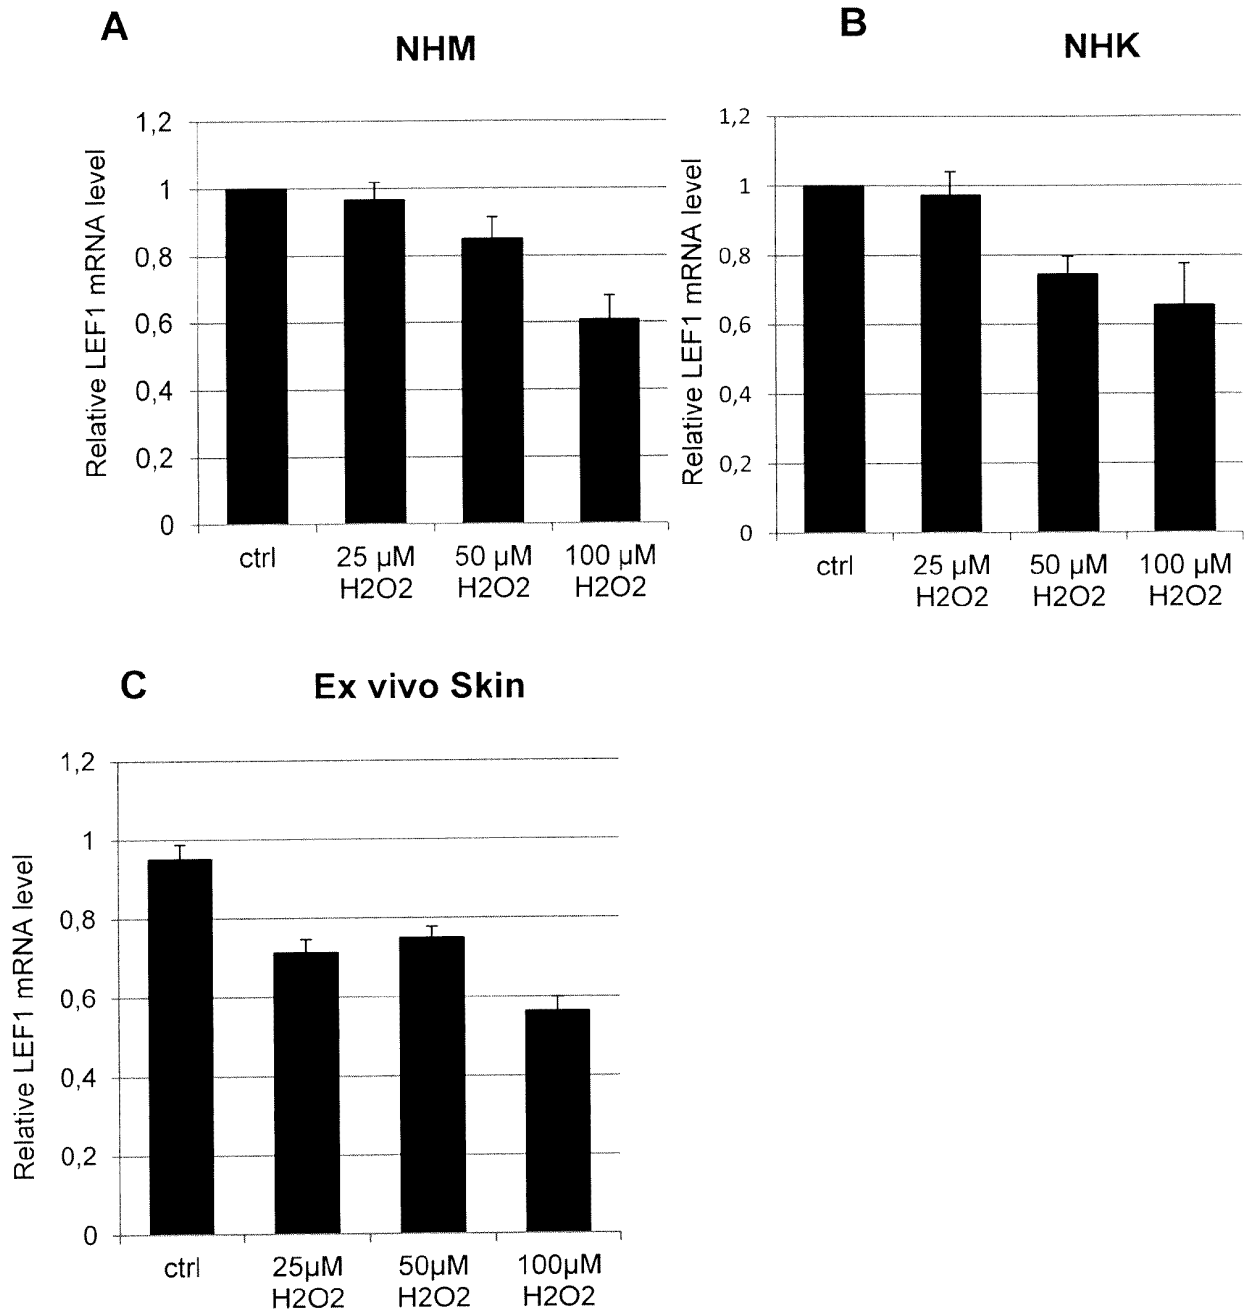 A
NHM
Relative LEF1 mRNA level
1,2
1
0,8
0,6
0,4
0,2
0
ctrl
25 µM
H2O2
50 µM
H2O2
100 µM
H2O2
B
NHK
Relative LEF1 mRNA level
1,2
1
0,8
0,6
0,4
0,2
0
ctrl
25 µM
H2O2
50 µM
H2O2
100 µM
H2O2
C
Ex vivo Skin
Relative LEF1 mRNA level
1,2
1
0,8
0,6
0,4
0,2
0
ctrl
25µM
H2O2
50µM
H2O2
100µM
H2O2